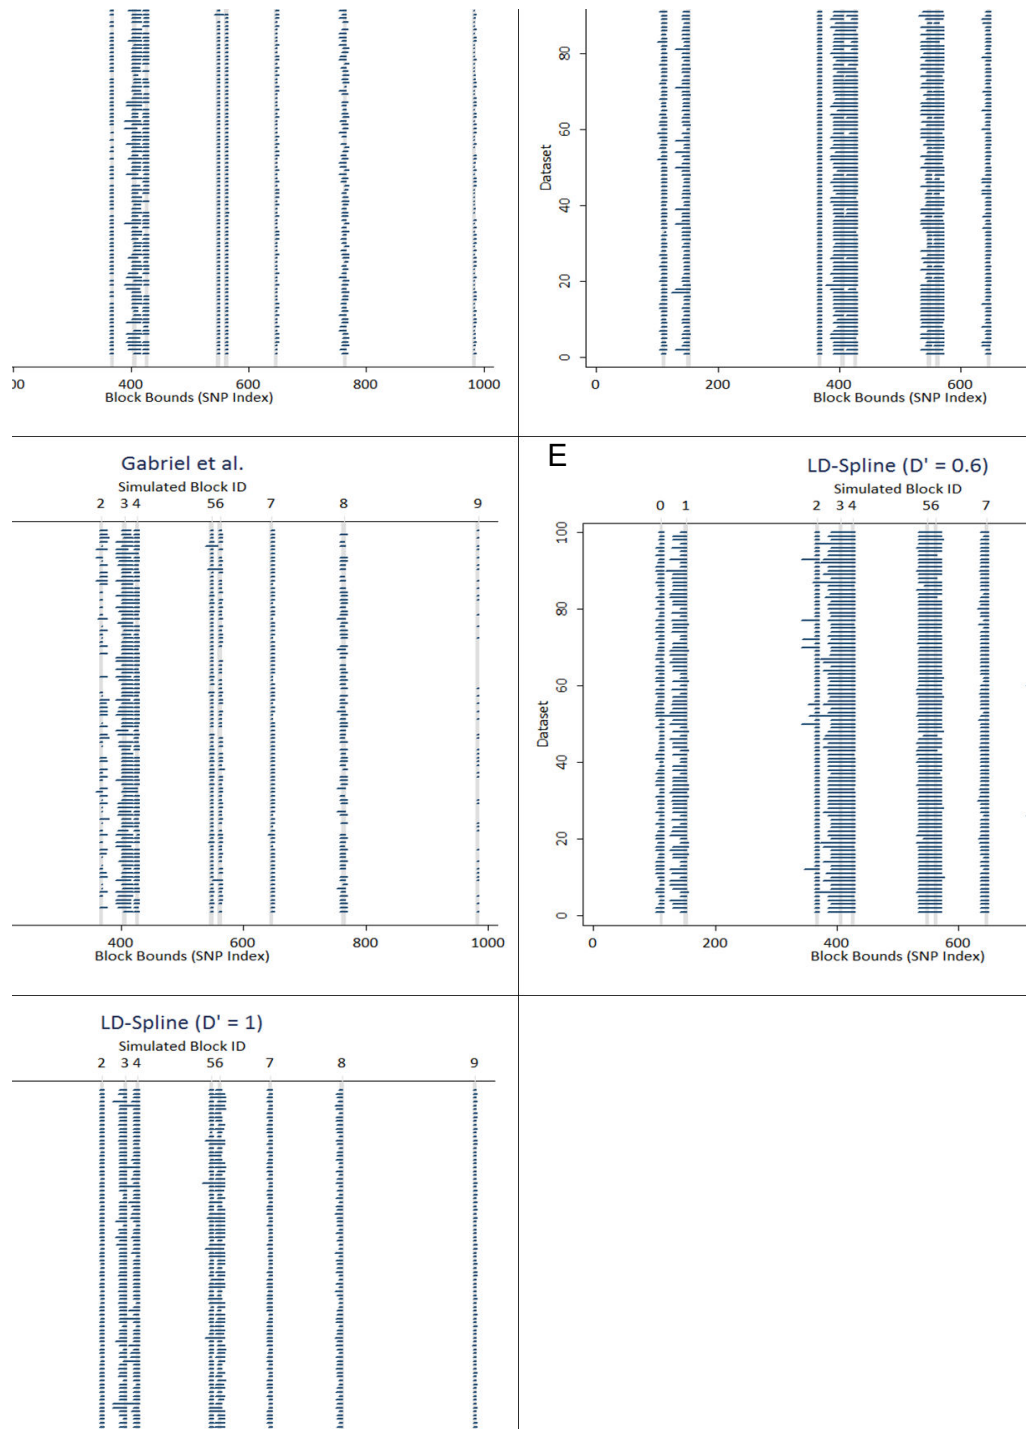 400
600
800
1000
Block Bounds (SNP Index)
Dataset
80
60
40
20
0
0
200
400
600
Block Bounds (SNP Index)
Gabriel et al.
Simulated Block ID
2 3 4 5 6 7 8 9
400
600
800
1000
Block Bounds (SNP Index)
E
LD-Spline (D' = 0.6)
Simulated Block ID
0 1 2 3 4 5 6 7
Dataset
100
80
60
40
20
0
0
200
400
600
Block Bounds (SNP Index)
LD-Spline (D' = 1)
Simulated Block ID
2 3 4 5 6 7 8 9